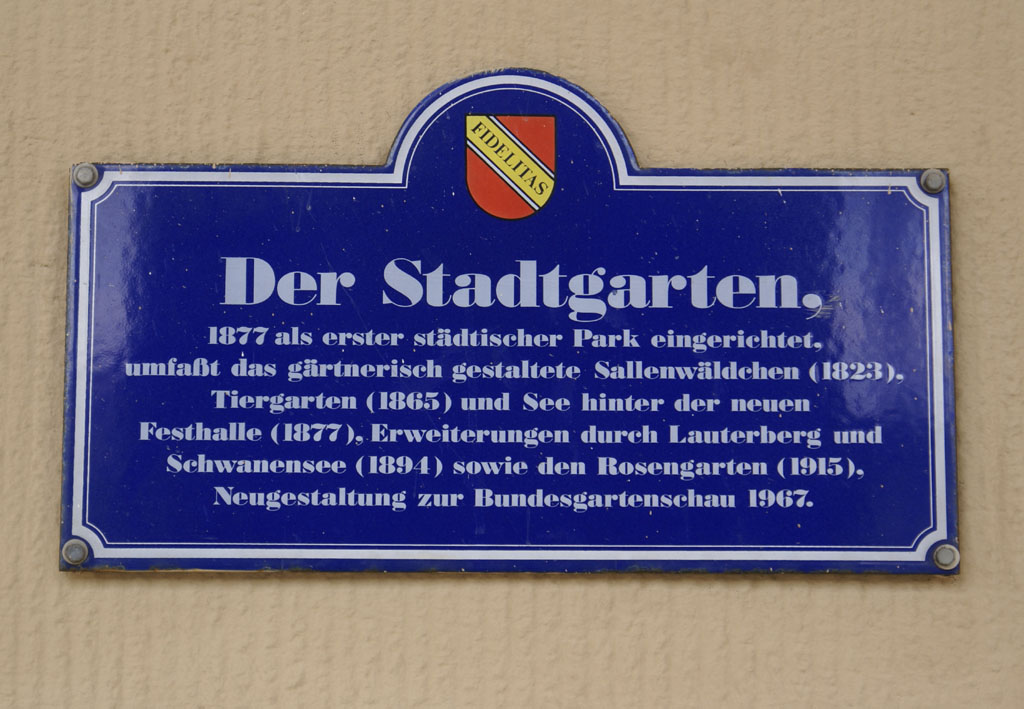 FIDELITAS
Der Stadtgarten,
1877 als erster städtischer Park eingerichtet,
umfaßt das gärtnerisch gestaltete Sallenwäldchen (1823),
Tiergarten (1865) und See hinter der neuen
Festhalle (1877), Erweiterungen durch Lauterberg und
Schwanensee (1894) sowie den Rosengarten (1915),
Neugestaltung zur Bundesgartenschau 1967.